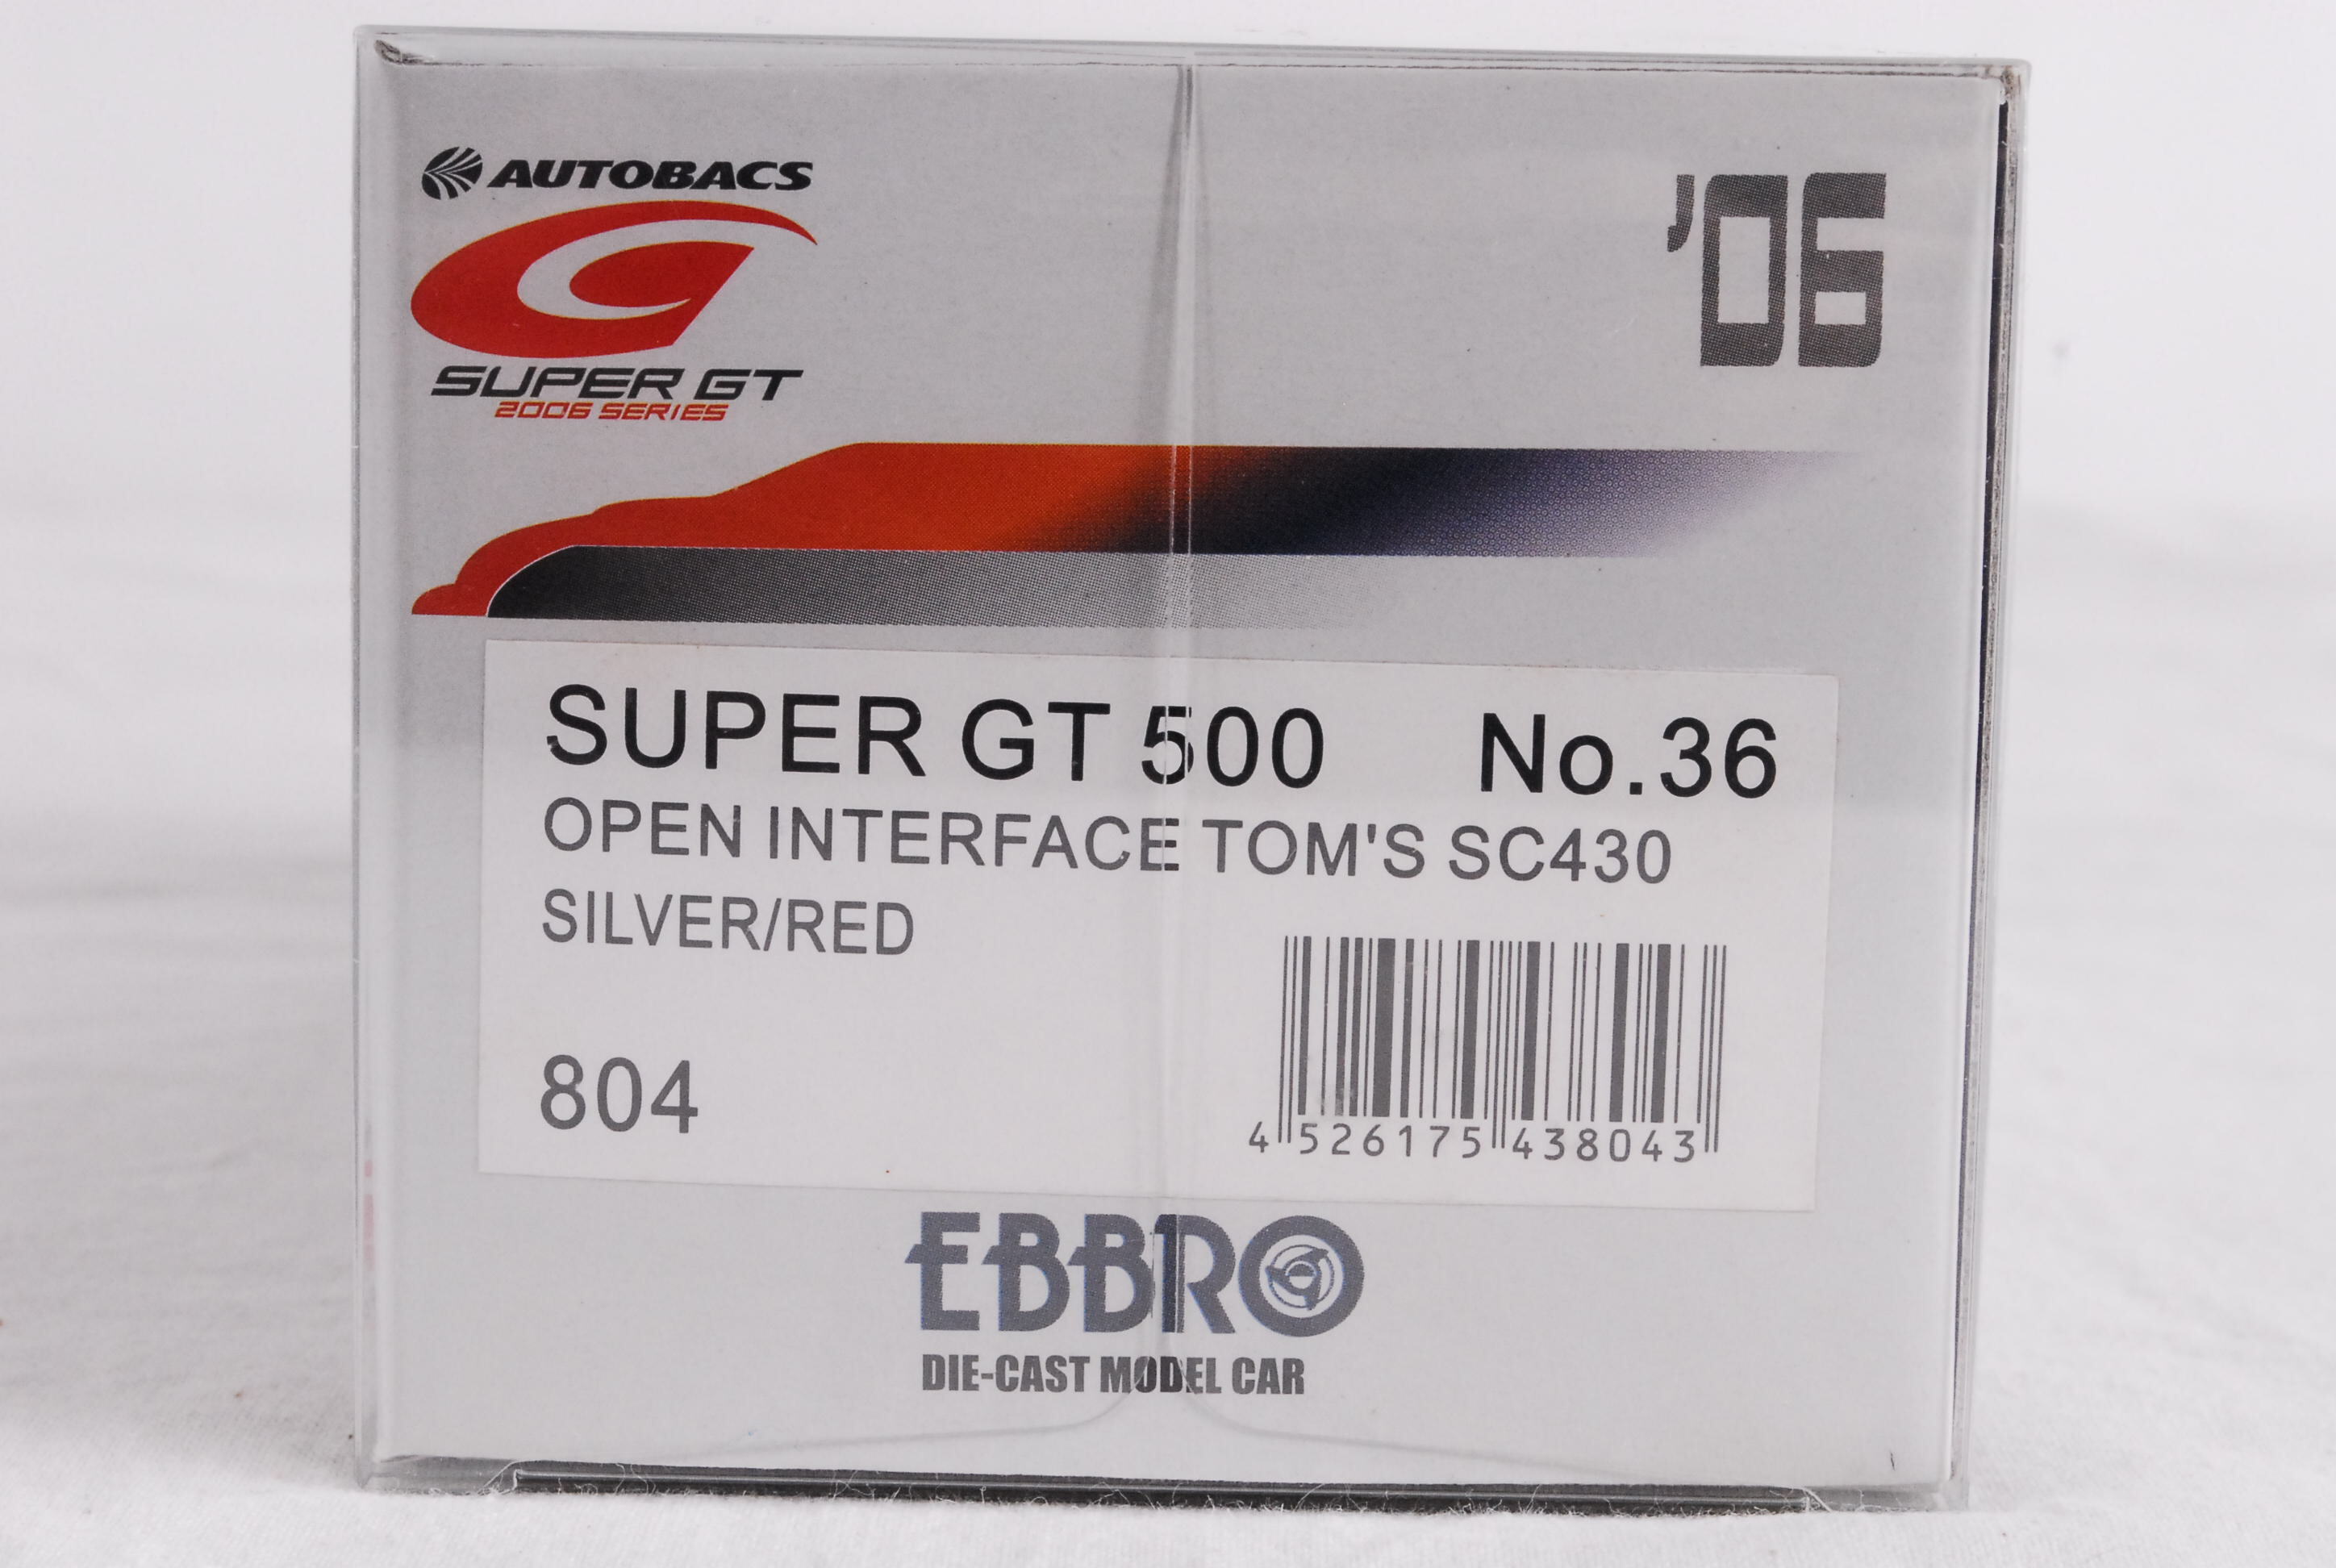 AUTOBACS
'06
SUPER GT
2006 SERIES
SUPER GT 500 No.36
OPEN INTERFACE TOM'S SC430
SILVER/RED
804
4 526175 438043
EBBRO
DIE-CAST MODEL CAR